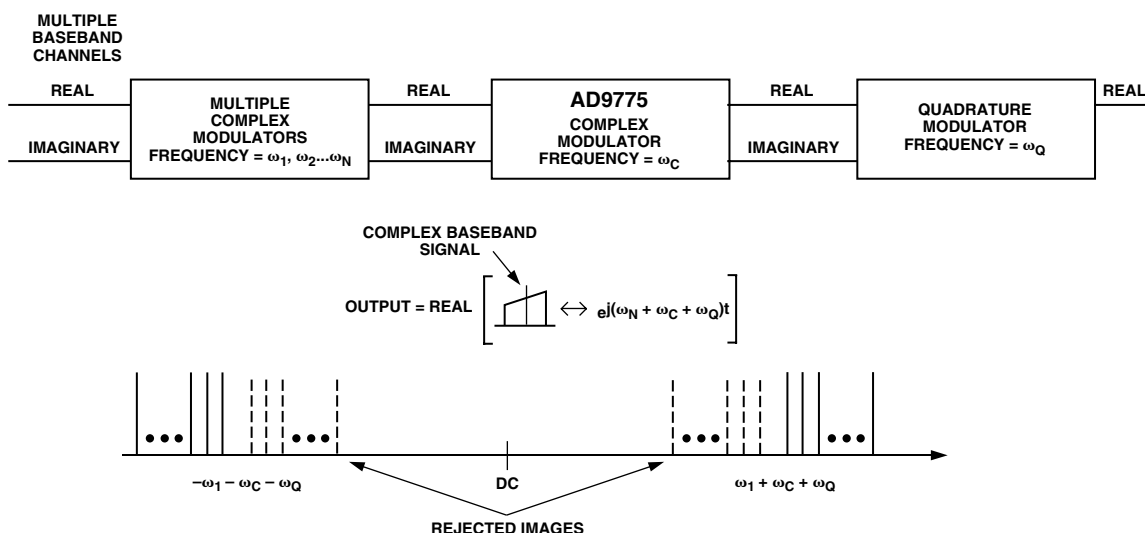 MULTIPLE
BASEBAND
CHANNELS
REAL
IMAGINARY
MULTIPLE
COMPLEX
MODULATORS
FREQUENCY = ω1, ω2...ωN
REAL
IMAGINARY
AD9775
COMPLEX
MODULATOR
FREQUENCY = ωC
REAL
IMAGINARY
QUADRATURE
MODULATOR
FREQUENCY = ωQ
REAL
COMPLEX BASEBAND
SIGNAL
OUTPUT = REAL
ej(ωN + ωC + ωQ)t
–ω1 – ωC – ωQ
DC
ω1 + ωC + ωQ
REJECTED IMAGES